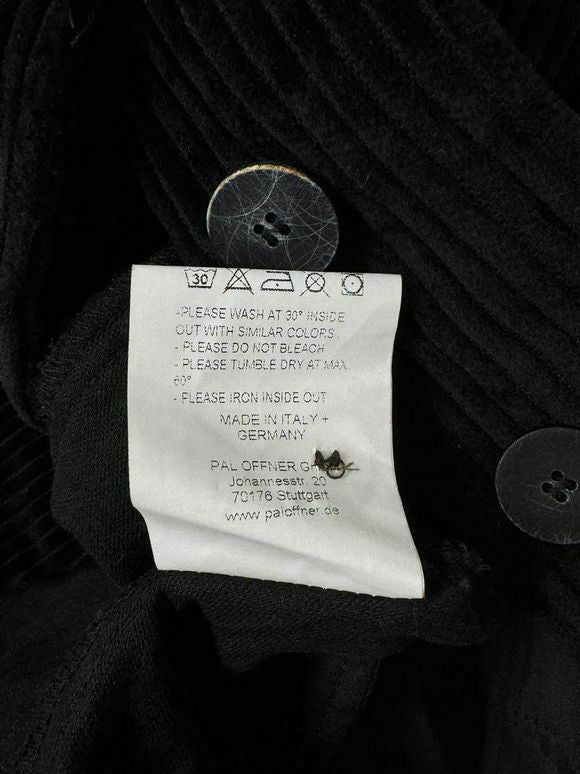 30
-PLEASE WASH AT 30° INSIDE
OUT WITH SIMILAR COLORS
- PLEASE DO NOT BLEACH
- PLEASE TUMBLE DRY AT MAX
60°
- PLEASE IRON INSIDE OUT
MADE IN ITALY +
GERMANY
PAL OFFNER
Johannesstr. 20
70176 Stuttgart
www.paloffner.de